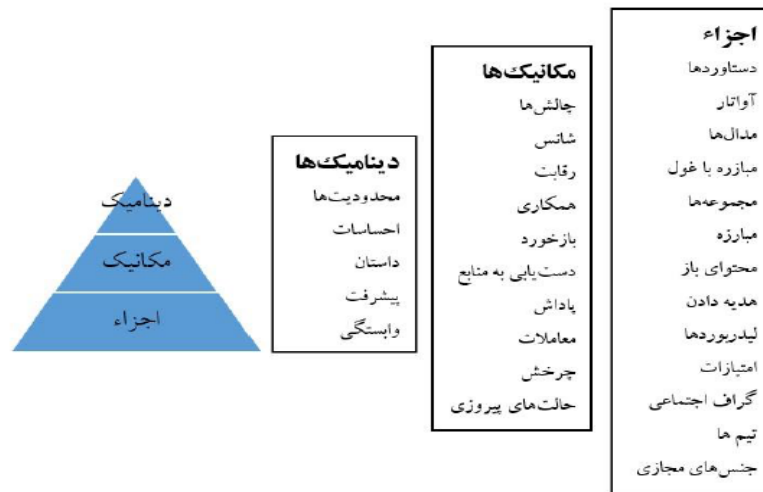 اجزاء
دستاوردها
آواتار
مدال‌ها
مبازره با غول
مجموعه‌ها
مبارزه
محتوای باز
هدیه دادن
لیدربوردها
امتیازات
گراف اجتماعی
تیم ها
جنس‌های مجازی
مکانیک‌ها
چالش‌ها
شانس
رقابت
همکاری
بازخورد
دست‌یابی به منابع
پاداش
معاملات
چرخش
حالت‌های پیروزی
دینامیک‌ها
محدودیت‌ها
احساسات
داستان
پیشرفت
وابستگی
دینامیک
مکانیک
اجزاء